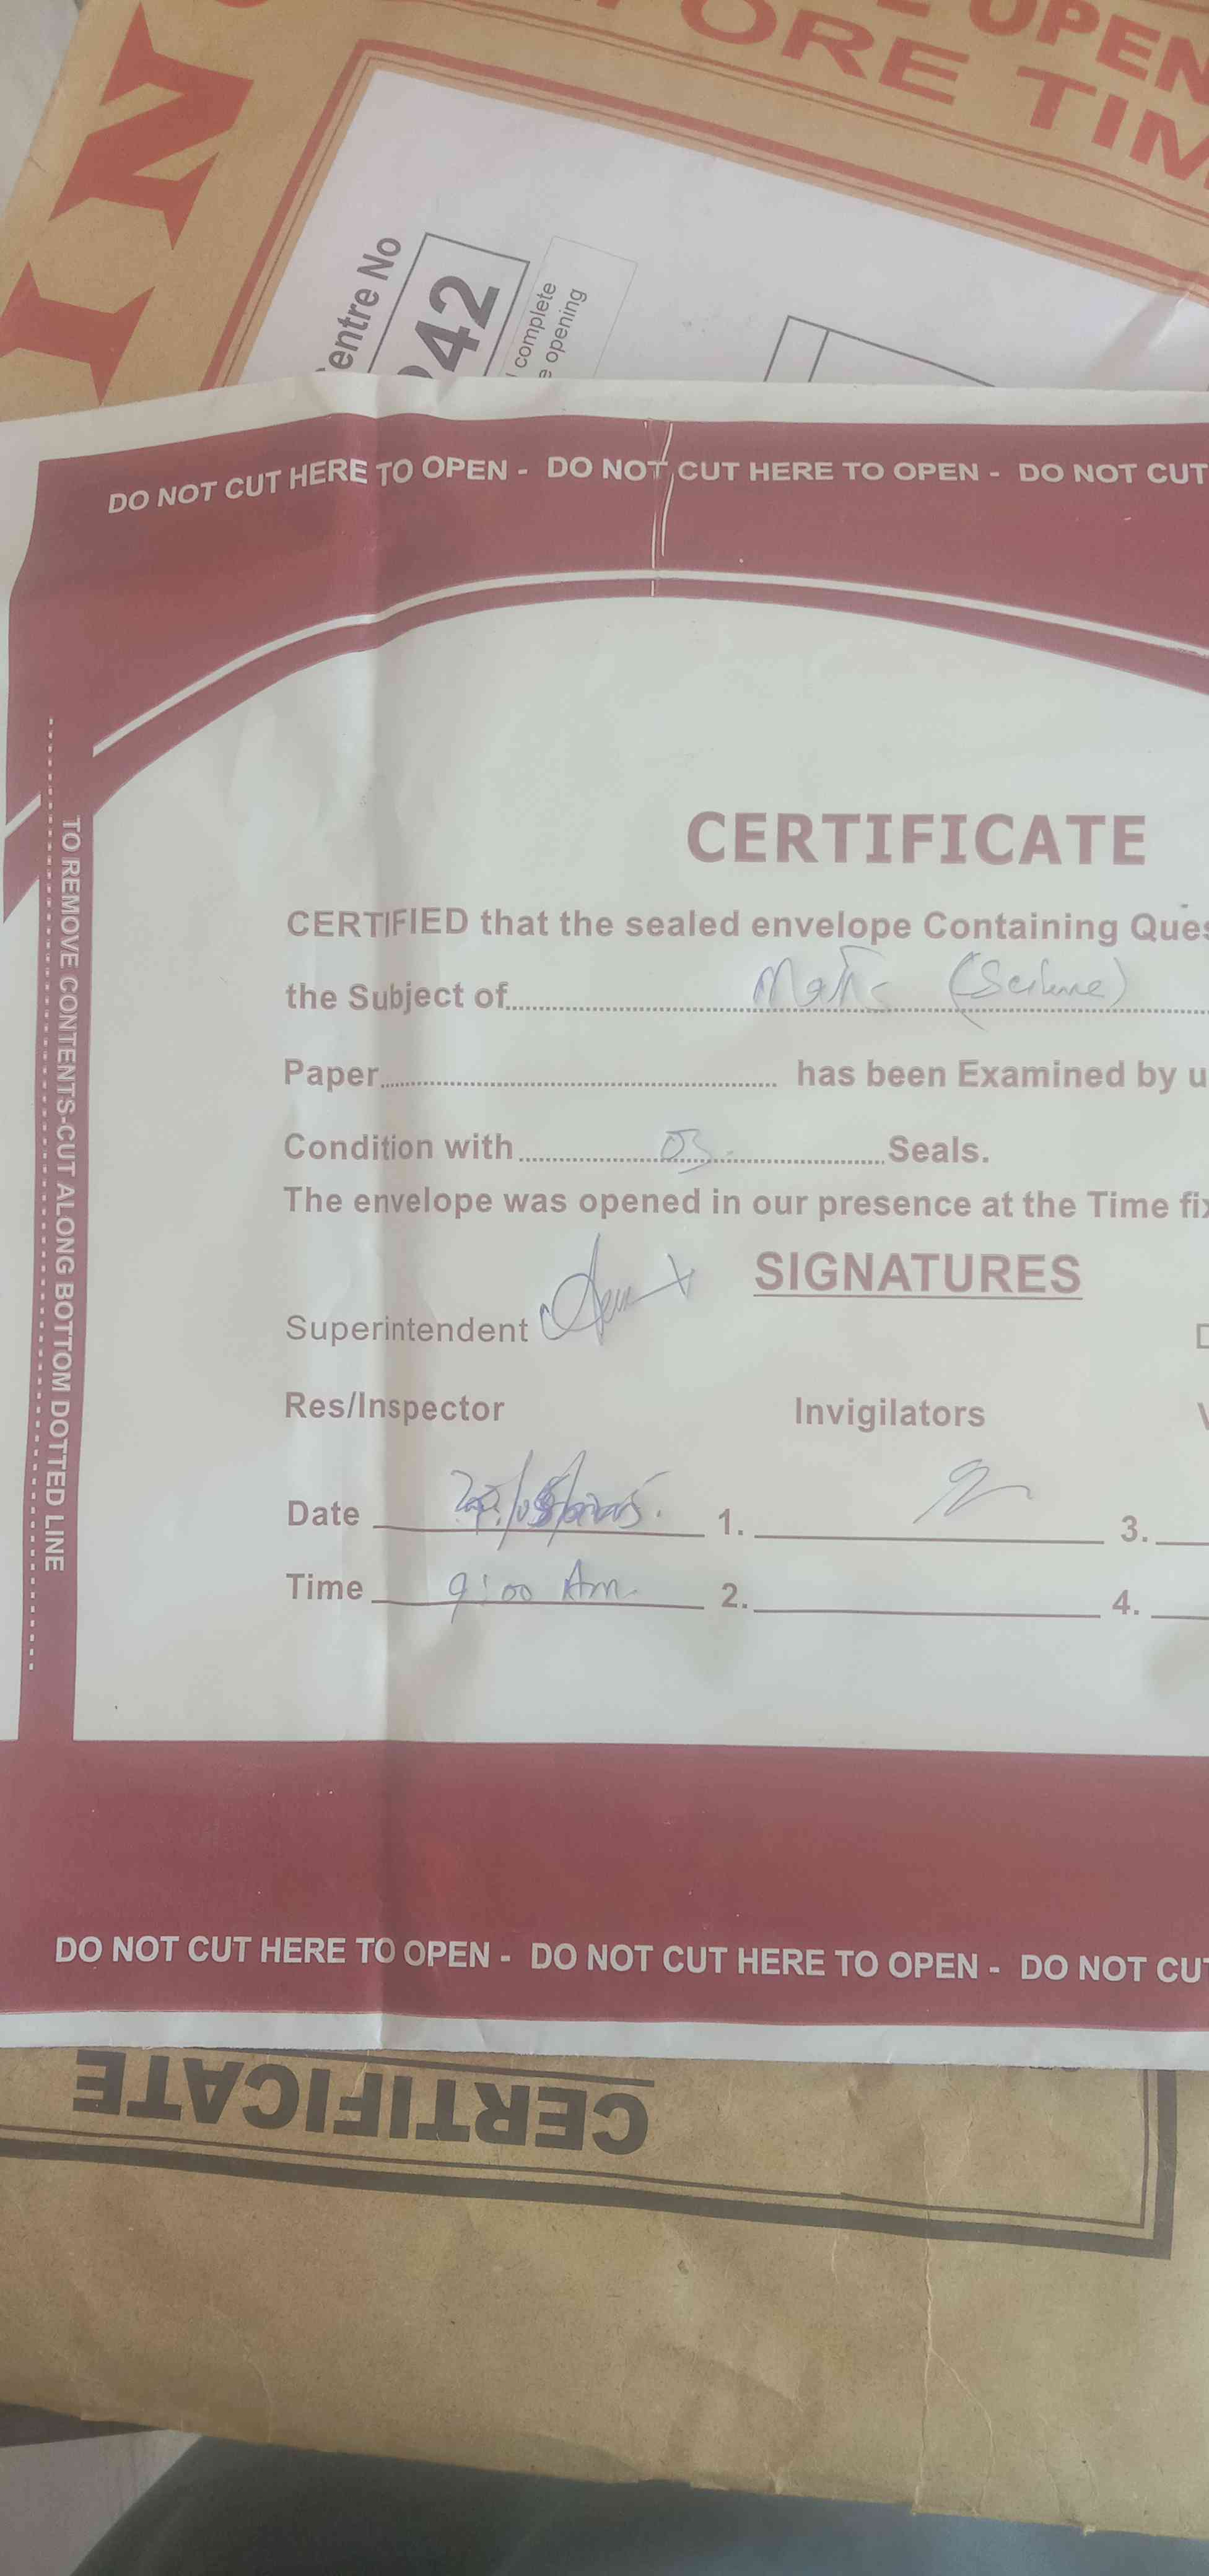 OPEN
ORE TIM
IN
entre No
942
complete
e opening
DO NOT CUT HERE TO OPEN - DO NOT CUT HERE TO OPEN - DO NOT CUT
TO REMOVE CONTENTS-CUT ALONG BOTTOM DOTTED LINE
CERTIFICATE
CERTIFIED that the sealed envelope Containing Ques
the Subject of Maths (Science)
Paper has been Examined by u
Condition with 03 Seals.
The envelope was opened in our presence at the Time fix
SIGNATURES
Superintendent
Res/Inspector Invigilators
Date 1. 3.
Time 9:00 Am 2. 4.
DO NOT CUT HERE TO OPEN - DO NOT CUT HERE TO OPEN - DO NOT CUT
CERTIFICATE